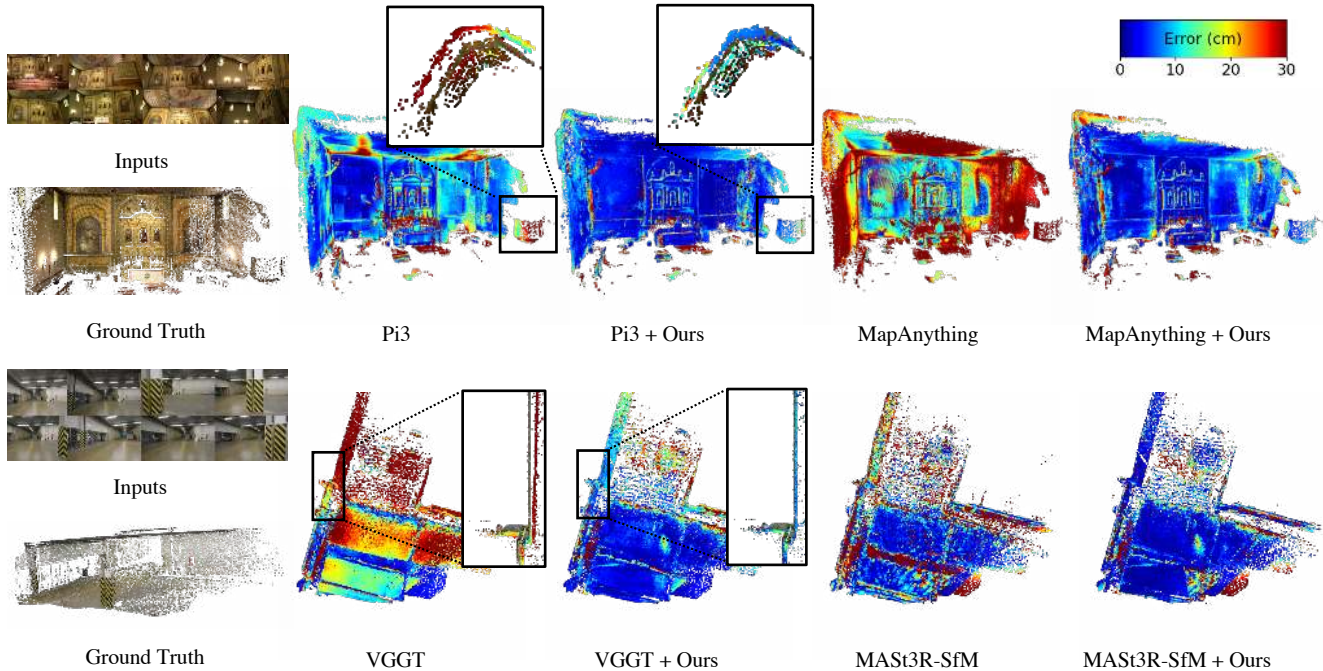 Error (cm)
0 10 20 30
Inputs
Ground Truth
Pi3
Pi3 + Ours
MapAnything
MapAnything + Ours
Inputs
Ground Truth
VGGT
VGGT + Ours
MASt3R-SfM
MASt3R-SfM + Ours